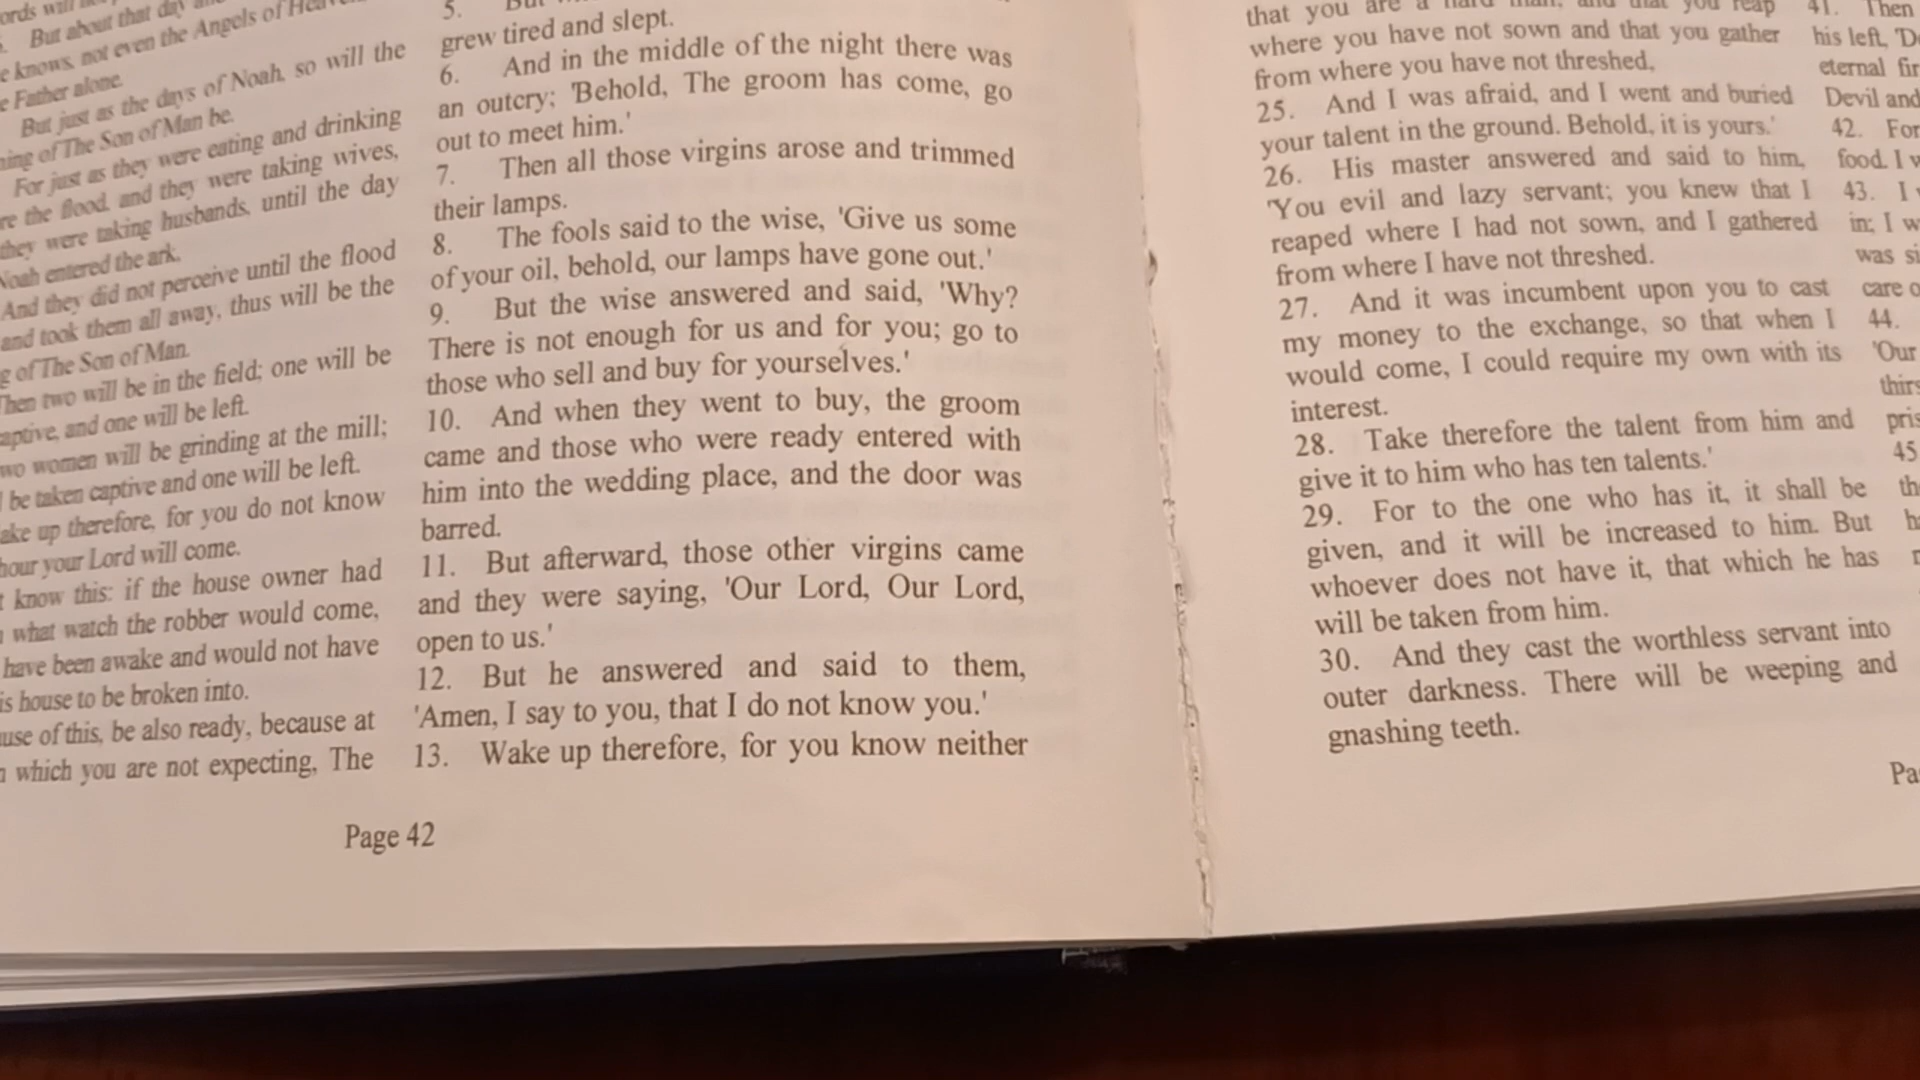 But about that day
knows, not even the Angels of
Father alone.
But just as the days of Noah, so will the
of The Son of Man be.
For just as they were eating and drinking
the flood, and they were taking wives,
they were taking husbands, until the day
Noah entered the ark.
And they did not perceive until the flood
and took them all away, thus will be the
of The Son of Man.
Then two will be in the field; one will be
and one will be left.
women will be grinding at the mill;
be taken captive and one will be left.
up therefore, for you do not know
hour your Lord will come.
know this: if the house owner had
what watch the robber would come,
have been awake and would not have
house to be broken into.
of this, be also ready, because at
which you are not expecting, The
5.
grew tired and slept.
6. And in the middle of the night there was
an outcry; 'Behold, The groom has come, go
out to meet him.'
7. Then all those virgins arose and trimmed
their lamps.
8. The fools said to the wise, 'Give us some
of your oil, behold, our lamps have gone out.'
9. But the wise answered and said, 'Why?
There is not enough for us and for you; go to
those who sell and buy for yourselves.'
10. And when they went to buy, the groom
came and those who were ready entered with
him into the wedding place, and the door was
barred.
11. But afterward, those other virgins came
and they were saying, 'Our Lord, Our Lord,
open to us.'
12. But he answered and said to them,
'Amen, I say to you, that I do not know you.'
13. Wake up therefore, for you know neither
Page 42
that you are a hard man, and that you reap
where you have not sown and that you gather
from where you have not threshed,
25. And I was afraid, and I went and buried
your talent in the ground. Behold, it is yours.'
26. His master answered and said to him,
'You evil and lazy servant; you knew that I
reaped where I had not sown, and I gathered
from where I have not threshed.
27. And it was incumbent upon you to cast
my money to the exchange, so that when I
would come, I could require my own with its
interest.
28. Take therefore the talent from him and
give it to him who has ten talents.'
29. For to the one who has it, it shall be
given, and it will be increased to him. But
whoever does not have it, that which he has
will be taken from him.
30. And they cast the worthless servant into
outer darkness. There will be weeping and
gnashing teeth.
41. Then
his left,
eternal
Devil and
42. For
food. I
43. I
in; I
was
care
44.
'Our
45